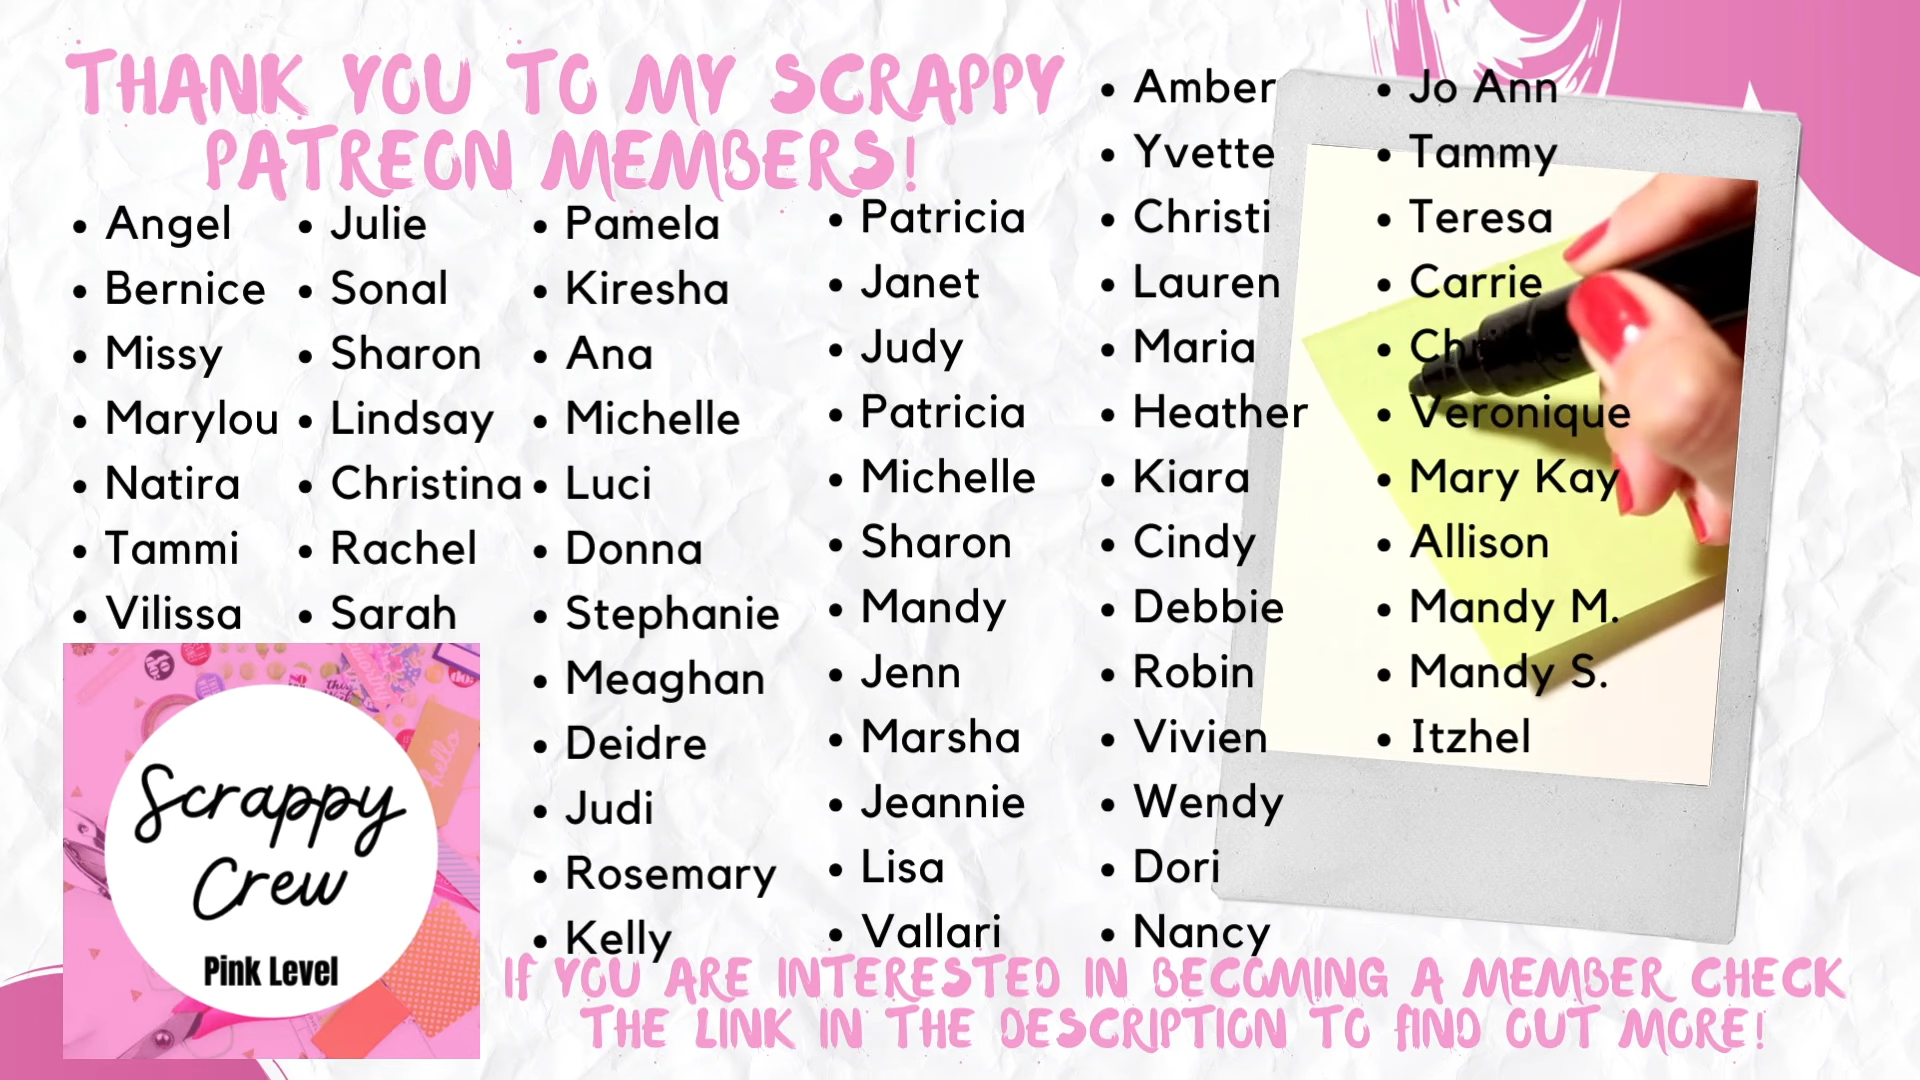 THANK YOU TO MY SCRAPPY
PATREON MEMBERS!
• Angel
• Bernice
• Missy
• Marylou
• Natira
• Tammi
• Vilissa
• Julie
• Sonal
• Sharon
• Lindsay
• Christina
• Rachel
• Sarah
• Pamela
• Kiresha
• Ana
• Michelle
• Luci
• Donna
• Stephanie
• Meaghan
• Deidre
• Judi
• Rosemary
• Kelly
• Patricia
• Janet
• Judy
• Patricia
• Michelle
• Sharon
• Mandy
• Jenn
• Marsha
• Jeannie
• Lisa
• Vallari
• Amber
• Yvette
• Christi
• Lauren
• Maria
• Heather
• Kiara
• Cindy
• Debbie
• Robin
• Vivien
• Wendy
• Dori
• Nancy
• Jo Ann
• Tammy
• Teresa
• Carrie
• Veronique
• Mary Kay
• Allison
• Mandy M.
• Mandy S.
• Itzhel
this
hello
Scrappy
Crew
Pink Level
IF YOU ARE INTERESTED IN BECOMING A MEMBER CHECK
THE LINK IN THE DESCRIPTION TO FIND OUT MORE!